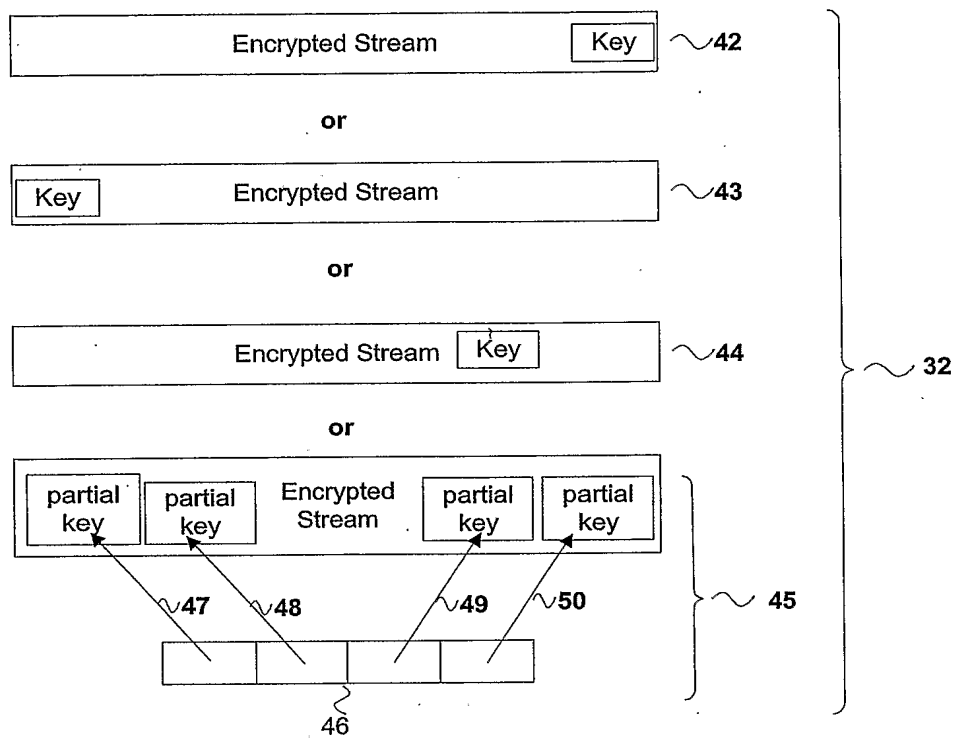 Encrypted Stream Key 42
or
Key Encrypted Stream 43
or
Encrypted Stream Key 44
32
or
partial key
partial key
Encrypted Stream
partial key
partial key
47 48 49 50 45
46